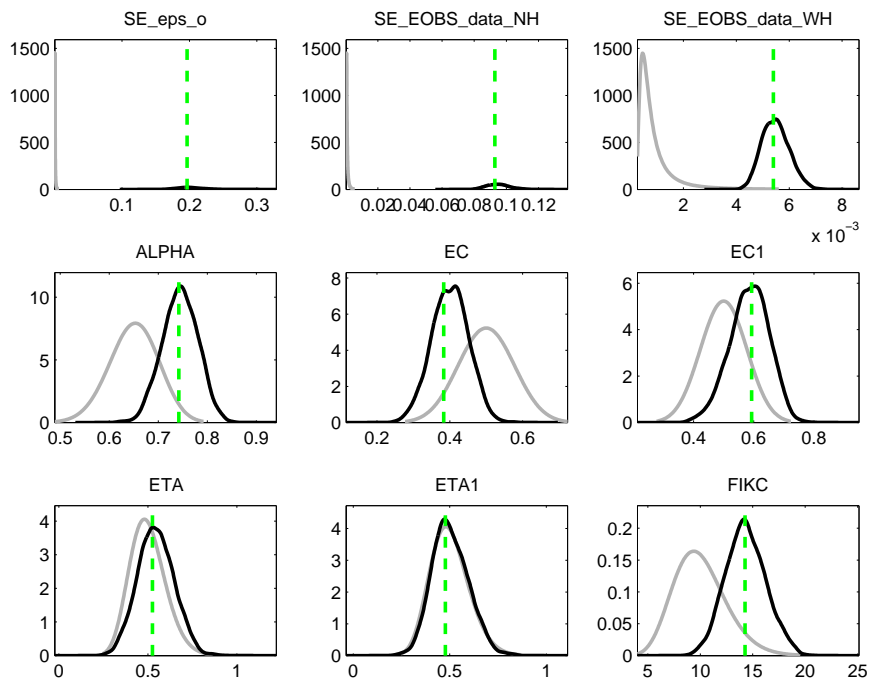 SE_eps_o SE_EOBS_data_NH SE_EOBS_data_WH
1500 1500 1500
1000 1000 1000
500 500 500
0 0 0
0.1 0.2 0.3 0.02 0.04 0.06 0.08 0.1 0.12 2 4 6 8
x 10⁻³
ALPHA EC EC1
10 8 6
6 4
5 4 2
2
0 0 0
0.5 0.6 0.7 0.8 0.9 0.2 0.4 0.6 0.4 0.6 0.8
ETA ETA1 FIKC
4 4 0.2
3 3 0.15
2 2 0.1
1 1 0.05
0 0 0
0 0.5 1 0 0.5 1 5 10 15 20 25